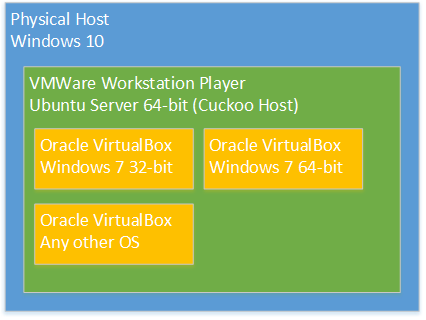 Physical Host
Windows 10
VMWare Workstation Player
Ubuntu Server 64-bit (Cuckoo Host)
Oracle VirtualBox
Windows 7 32-bit
Oracle VirtualBox
Windows 7 64-bit
Oracle VirtualBox
Any other OS